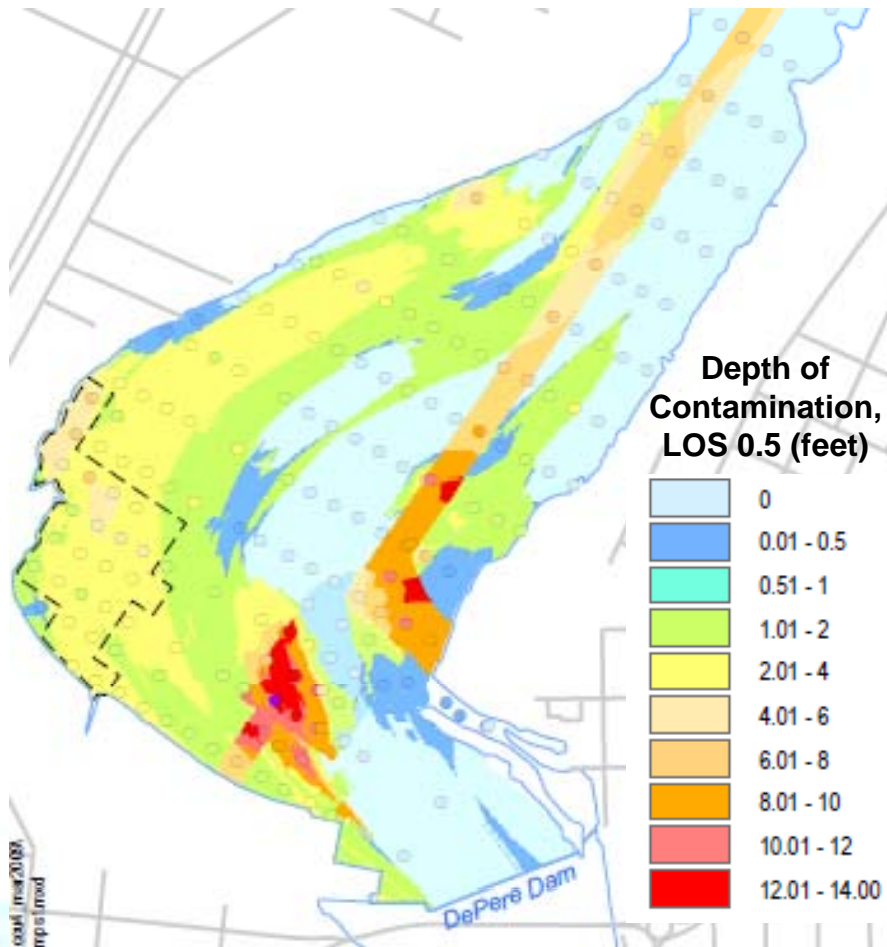 Depth of
Contamination,
LOS 0.5 (feet)
0
0.01 - 0.5
0.51 - 1
1.01 - 2
2.01 - 4
4.01 - 6
6.01 - 8
8.01 - 10
10.01 - 12
12.01 - 14.00
DePere Dam